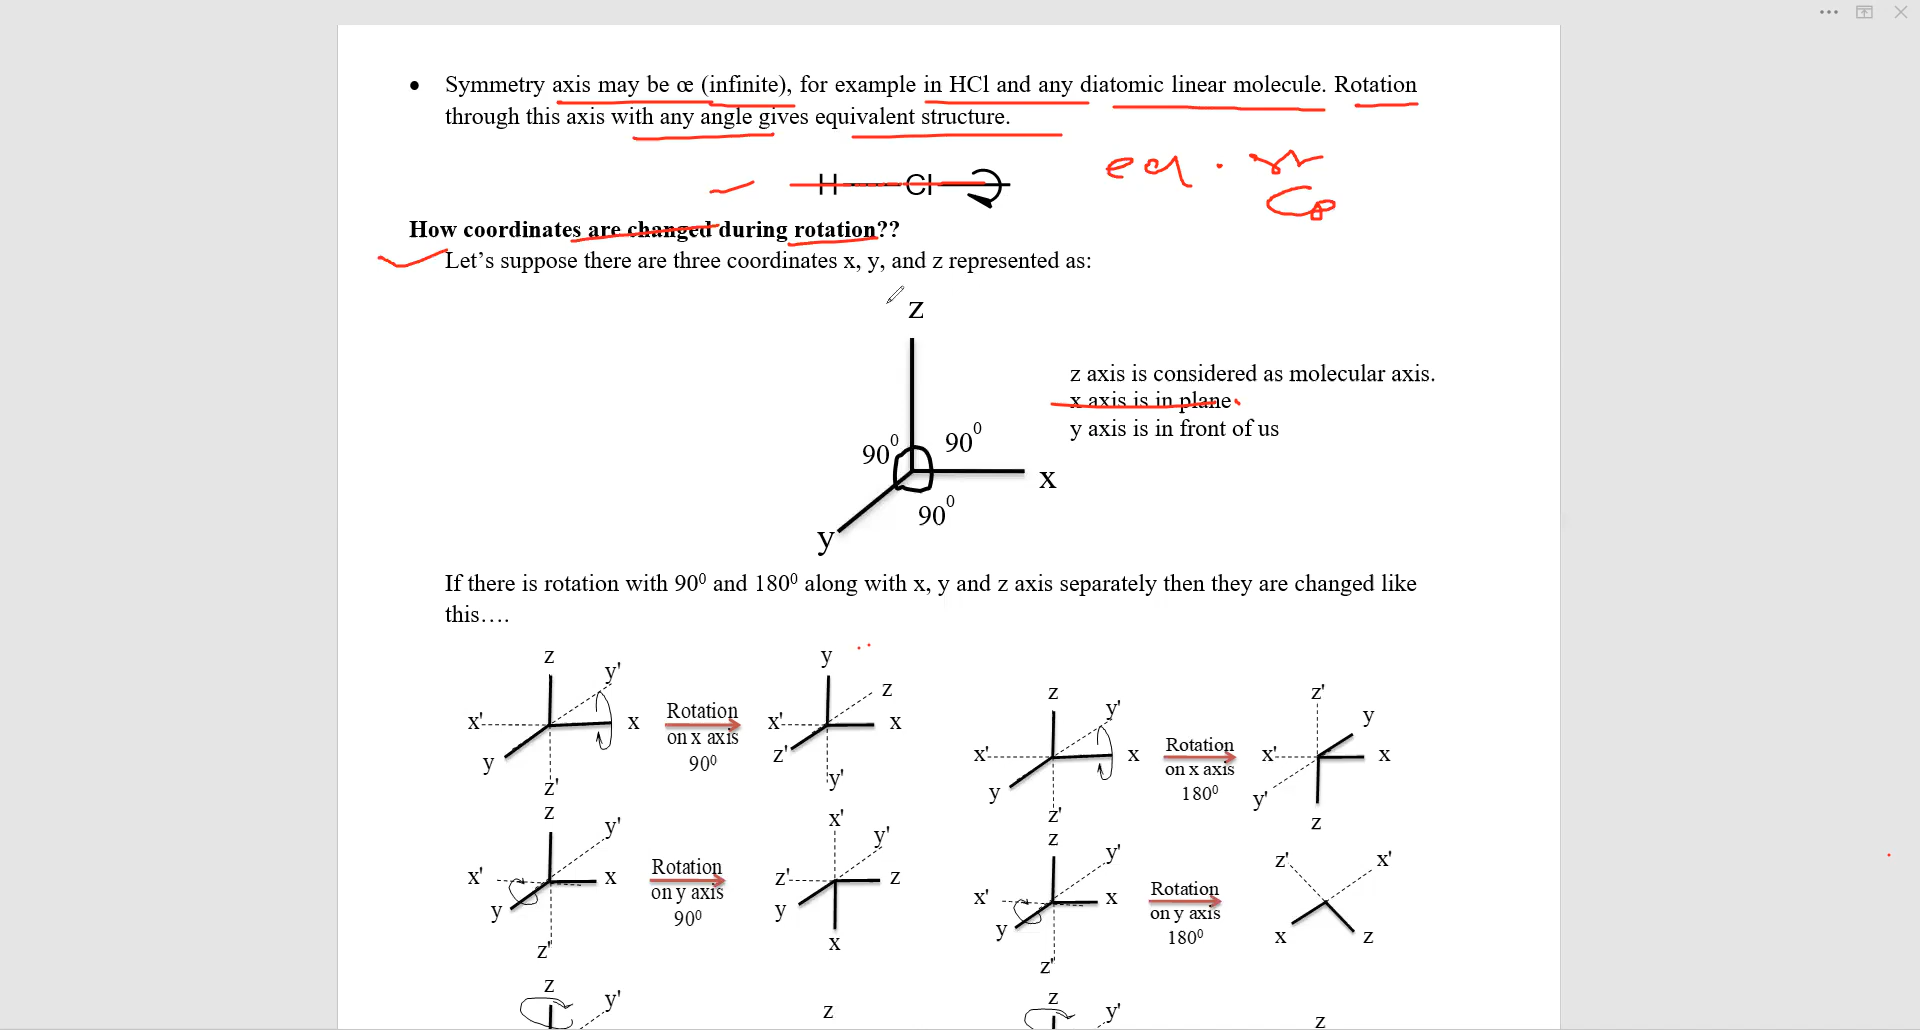 • Symmetry axis may be œ (infinite), for example in HCl and any diatomic linear molecule. Rotation
through this axis with any angle gives equivalent structure.
eq.
H Cl
How coordinates are changed during rotation??
Let’s suppose there are three coordinates x, y, and z represented as:
z
z axis is considered as molecular axis.
x axis is in plane
y axis is in front of us
90⁰ 90⁰
x
90⁰
y
If there is rotation with 90⁰ and 180⁰ along with x, y and z axis separately then they are changed like
this….
z y' x' x y z'
Rotation
on x axis
90⁰
y z x' x z' y'
z y' x' x y z'
Rotation
on x axis
180⁰
z' y x' x y' z
z y' x' x y z'
Rotation
on y axis
90⁰
x' y' z' z y x
z y' x' x y z'
Rotation
on y axis
180⁰
z' x' x z
z y' z z y' z